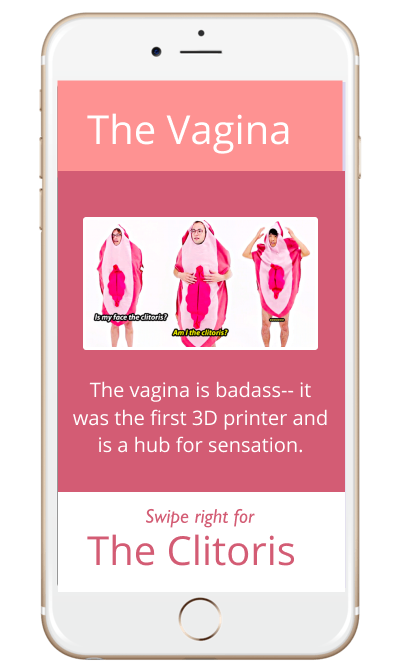 The Vagina
Is my face the clitoris?
Am I the clitoris?
The vagina is badass-- it
was the first 3D printer and
is a hub for sensation.
Swipe right for
The Clitoris